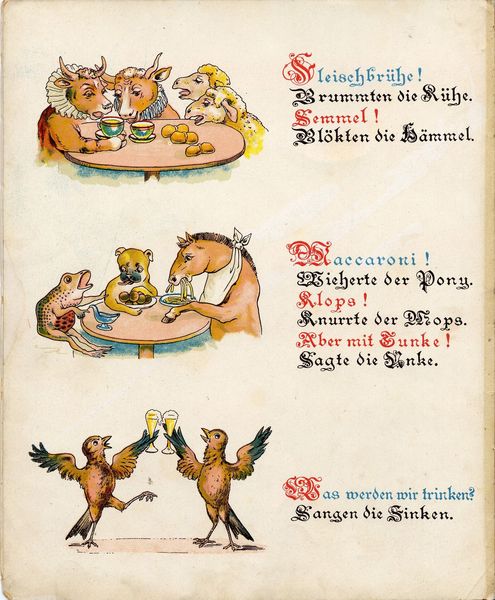 Fleischbrühe!
Brummten die Kühe.
Semmel!
Blökten die Hämmel.
Maccaroni!
Wieherte der Pony.
Klops!
Knurrte der Mops.
Aber mit Tunke!
Sagte die Unke.
Was werden wir trinken?
Sangen die Finken.